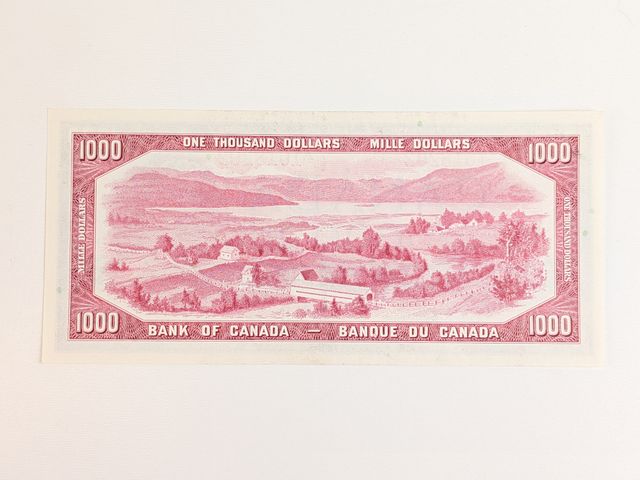 ONE THOUSAND DOLLARS MILLE DOLLARS
1000 1000
MILLE DOLLARS
ONE THOUSAND DOLLARS
1000 1000
BANK OF CANADA — BANQUE DU CANADA